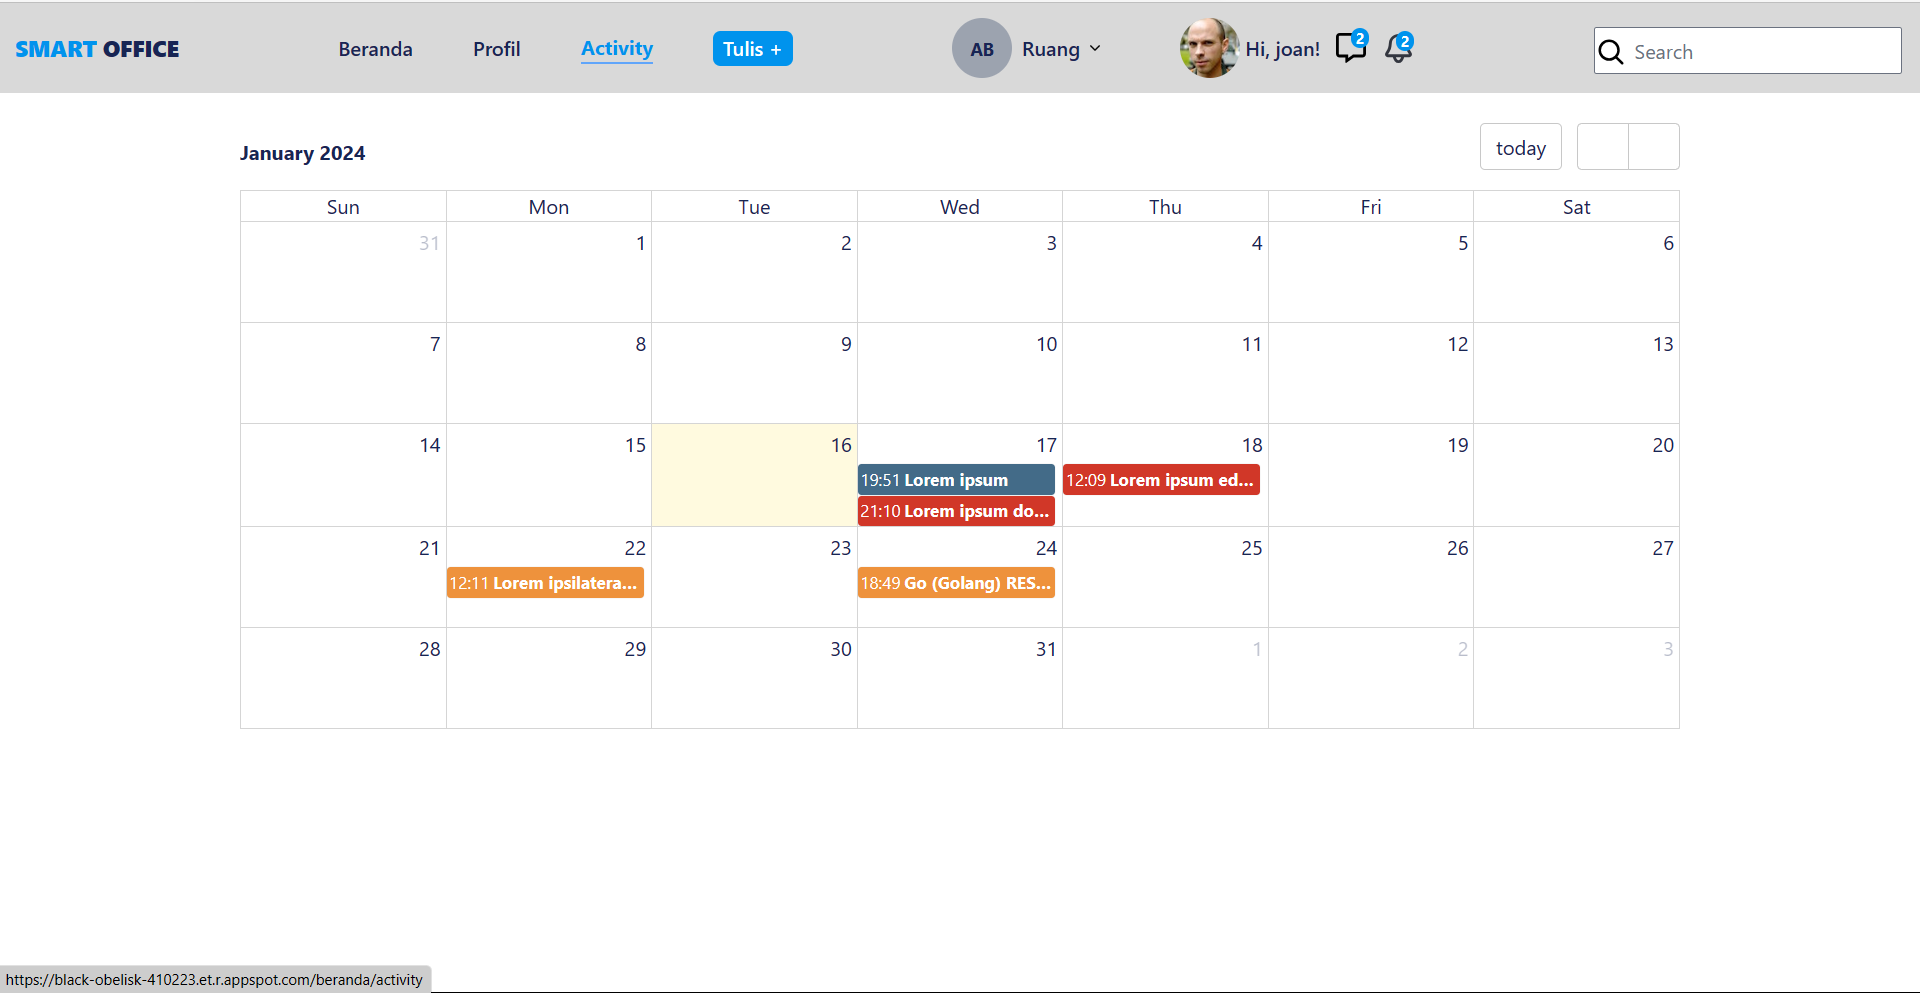 SMART OFFICE Beranda Profil Activity Tulis + AB Ruang Hi, joan! 2 2 Search
January 2024 today
Sun Mon Tue Wed Thu Fri Sat
31 1 2 3 4 5 6
7 8 9 10 11 12 13
14 15 16 17 18 19 20
19:51 Lorem ipsum 12:09 Lorem ipsum ed...
21:10 Lorem ipsum do...
21 22 23 24 25 26 27
12:11 Lorem ipsilatera... 18:49 Go (Golang) RES...
28 29 30 31 1 2 3
https://black-obelisk-410223.et.r.appspot.com/beranda/activity